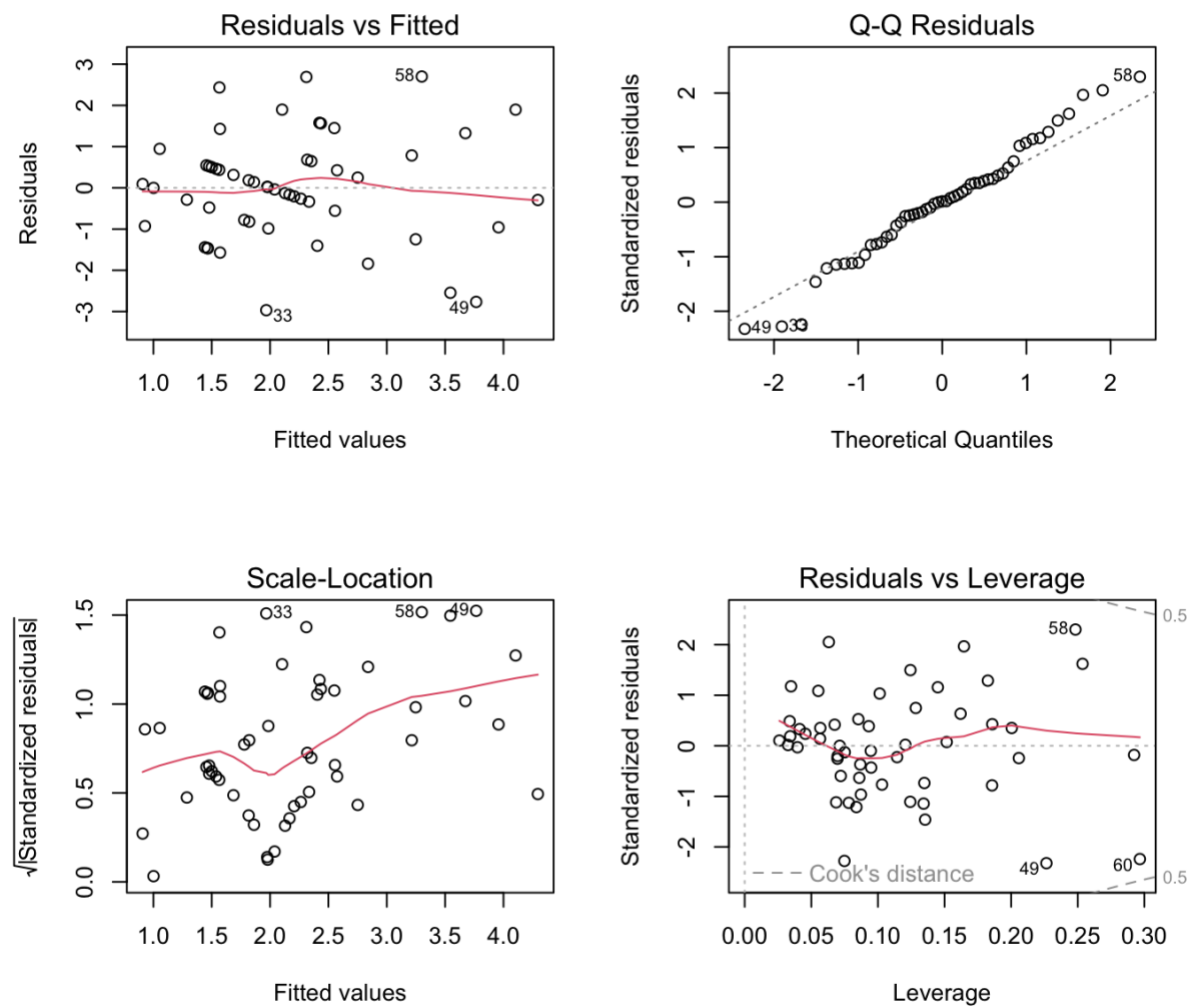 Residuals vs Fitted
Residuals
3
2
1
0
-1
-2
-3
58
49
33
1.0 1.5 2.0 2.5 3.0 3.5 4.0
Fitted values
Q-Q Residuals
Standardized residuals
2
1
0
-1
-2
58
49
33
-2 -1 0 1 2
Theoretical Quantiles
Scale-Location
√|Standardized residuals|
1.5
1.0
0.5
0.0
33
58
49
1.0 1.5 2.0 2.5 3.0 3.5 4.0
Fitted values
Residuals vs Leverage
Standardized residuals
2
1
0
-1
-2
0.5
58
49
60
Cook's distance
0.5
0.00 0.05 0.10 0.15 0.20 0.25 0.30
Leverage